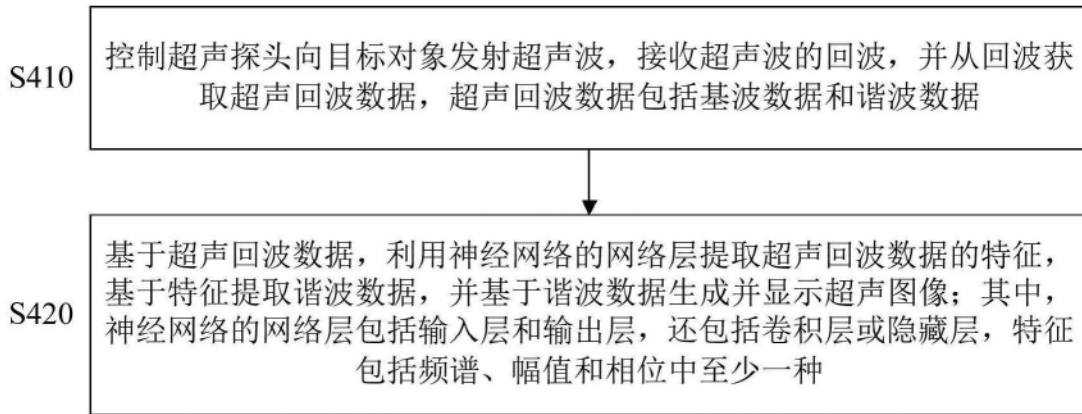 S410
控制超声探头向目标对象发射超声波，接收超声波的回波，并从回波获
取超声回波数据，超声回波数据包括基波数据和谐波数据
S420
基于超声回波数据，利用神经网络的网络层提取超声回波数据的特征，
基于特征提取谐波数据，并基于谐波数据生成并显示超声图像；其中，
神经网络的网络层包括输入层和输出层，还包括卷积层或隐藏层，特征
包括频谱、幅值和相位中至少一种